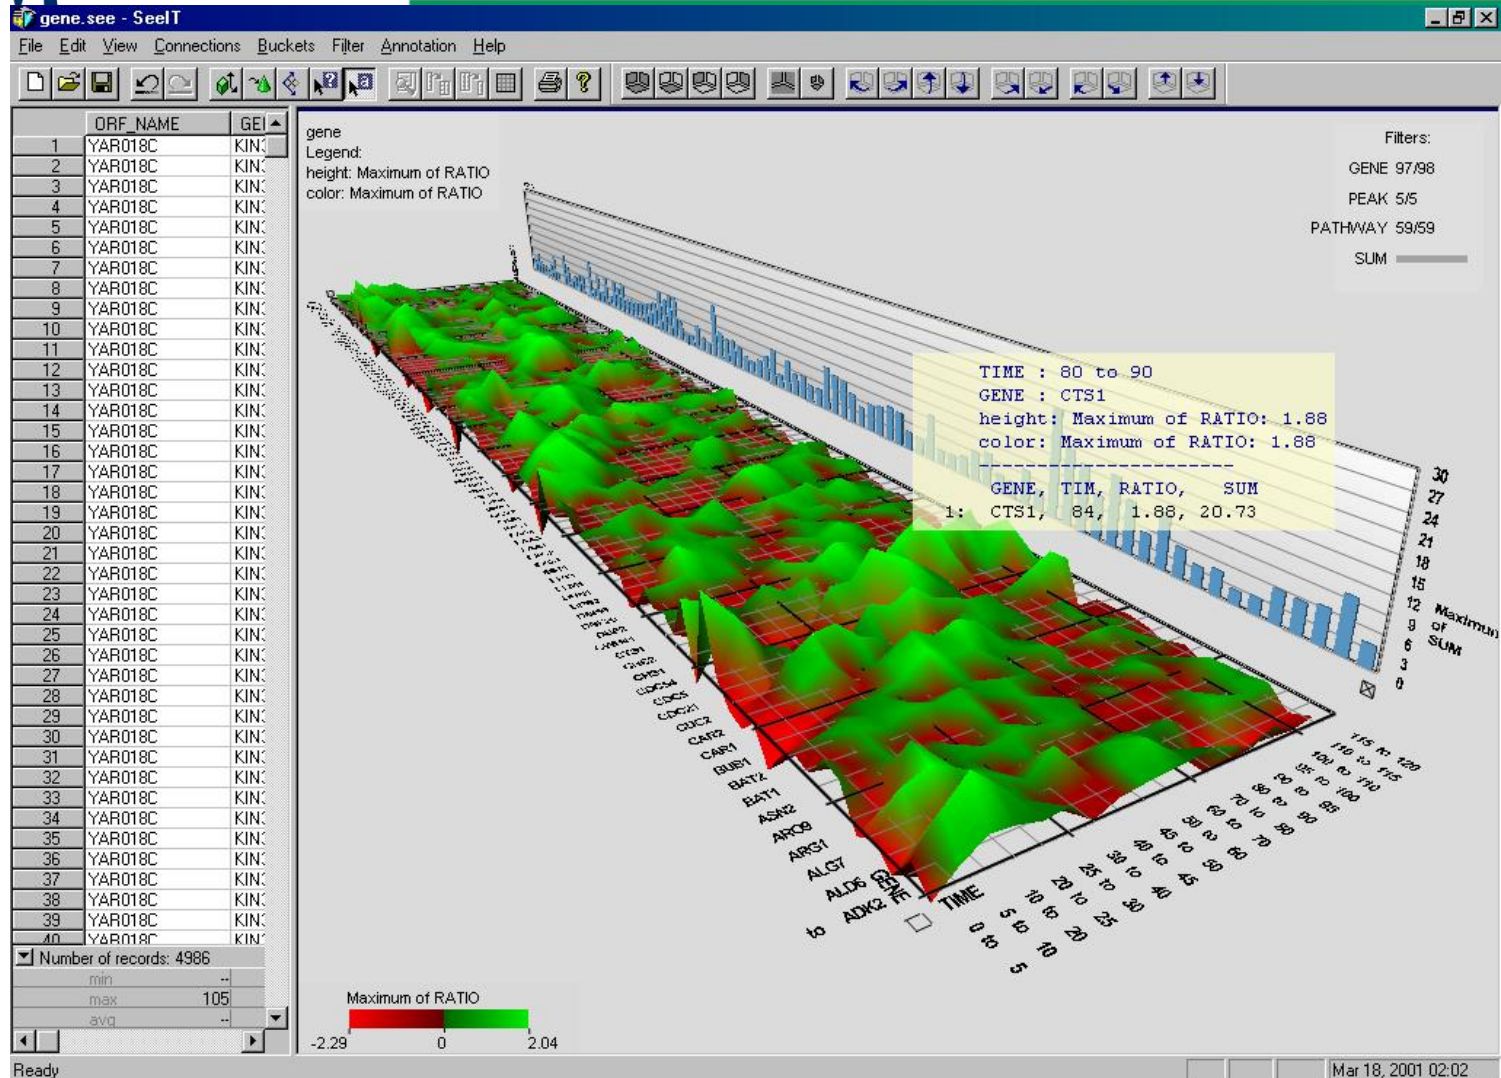 gene.see - SeeIT
File Edit View Connections Buckets Filter Annotation Help
ORF_NAME GEI
1 YAR018C KIN
2 YAR018C KIN
3 YAR018C KIN
4 YAR018C KIN
5 YAR018C KIN
6 YAR018C KIN
7 YAR018C KIN
8 YAR018C KIN
9 YAR018C KIN
10 YAR018C KIN
11 YAR018C KIN
12 YAR018C KIN
13 YAR018C KIN
14 YAR018C KIN
15 YAR018C KIN
16 YAR018C KIN
17 YAR018C KIN
18 YAR018C KIN
19 YAR018C KIN
20 YAR018C KIN
21 YAR018C KIN
22 YAR018C KIN
23 YAR018C KIN
24 YAR018C KIN
25 YAR018C KIN
26 YAR018C KIN
27 YAR018C KIN
28 YAR018C KIN
29 YAR018C KIN
30 YAR018C KIN
31 YAR018C KIN
32 YAR018C KIN
33 YAR018C KIN
34 YAR018C KIN
35 YAR018C KIN
36 YAR018C KIN
37 YAR018C KIN
38 YAR018C KIN
39 YAR018C KIN
40 YAR018C KIN
Number of records: 4986
min --
max 105
avg --
gene
Legend:
height: Maximum of RATIO
color: Maximum of RATIO
Filters:
GENE 97/98
PEAK 5/5
PATHWAY 59/59
SUM
TIME : 80 to 90
GENE : CTS1
height: Maximum of RATIO: 1.88
color: Maximum of RATIO: 1.88
----------------------
GENE, TIM, RATIO, SUM
1: CTS1, 84, 1.88, 20.73
30
27
24
21
18
15
12
9
6
3
0
Maximum
of
SUM
CDC54
CDC5
CDC21
CUC2
CAR2
CAR1
BUB1
BAT2
BAT1
ASN2
ARO9
ARG1
ALG7
ALD6
ADK2
to
GENE
TIME
0 to 5
5 to 10
10 to 20
20 to 25
25 to 30
30 to 40
40 to 45
45 to 50
50 to 60
60 to 70
70 to 80
80 to 90
90 to 95
95 to 100
100 to 110
110 to 115
115 to 120
Maximum of RATIO
-2.29 0 2.04
Ready
Mar 18, 2001 02:02